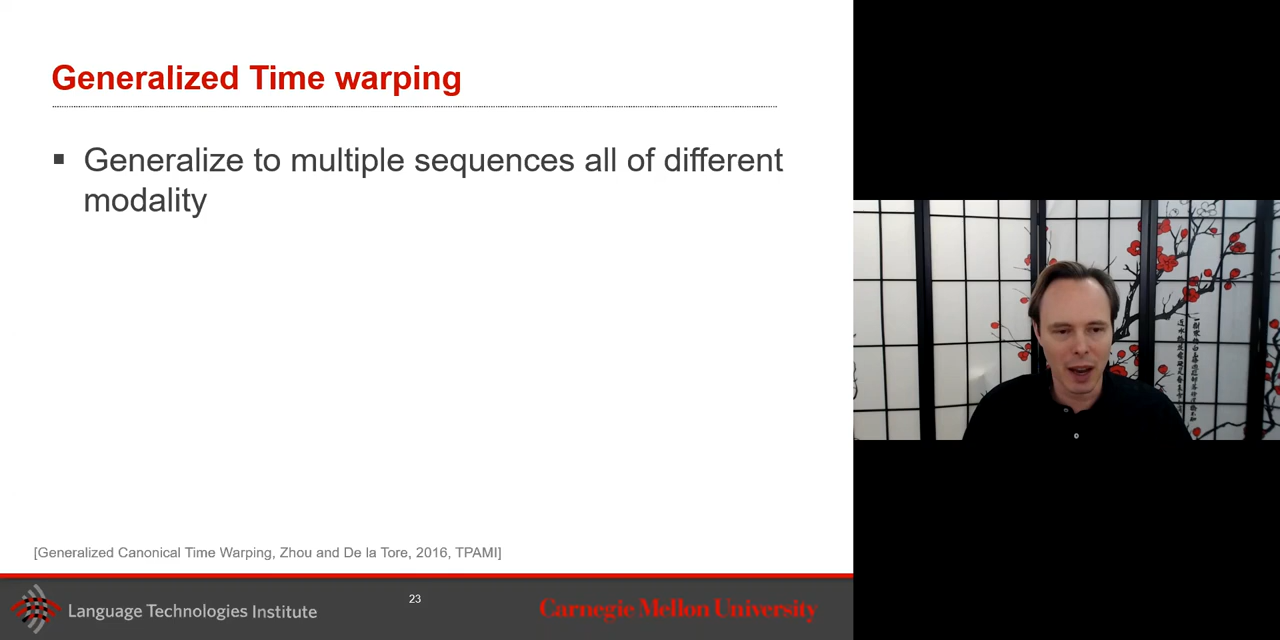 Generalized Time warping
▪ Generalize to multiple sequences all of different
modality
[Generalized Canonical Time Warping, Zhou and De la Tore, 2016, TPAMI]
Language Technologies Institute
23
Carnegie Mellon University